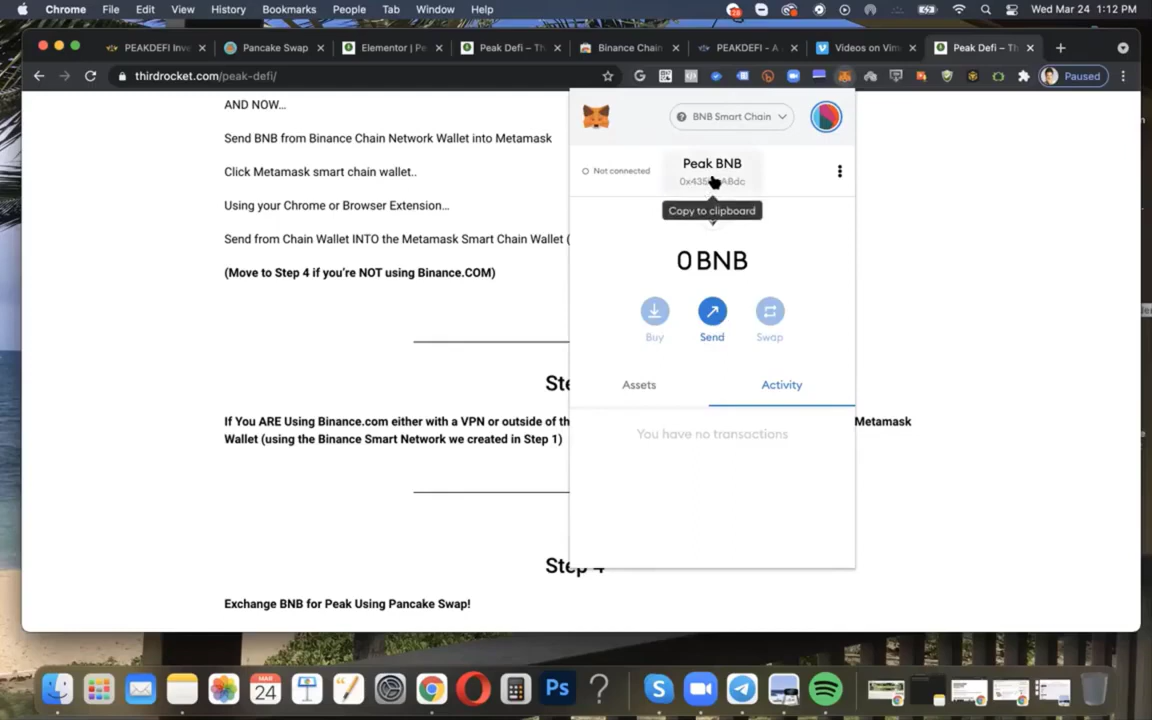 Chrome File Edit View History Bookmarks People Tab Window Help Wed Mar 24 1:12 PM
PEAKDEFI Inve Pancake Swap Elementor | Pe Peak Defi – Th Binance Chain PEAKDEFI - A Videos on Vim Peak Defi – Th
thirdrocket.com/peak-defi/ Paused
AND NOW...
Send BNB from Binance Chain Network Wallet into Metamask
Click Metamask smart chain wallet..
Using your Chrome or Browser Extension...
Send from Chain Wallet INTO the Metamask Smart Chain Wallet (
(Move to Step 4 if you're NOT using Binance.COM)
If You ARE Using Binance.com either with a VPN or outside of th Metamask
Wallet (using the Binance Smart Network we created in Step 1)
Step 4
Exchange BNB for Peak Using Pancake Swap!
BNB Smart Chain
Not connected
Peak BNB
Copy to clipboard
0 BNB
Buy Send Swap
Assets Activity
You have no transactions
MAR
24
Ps